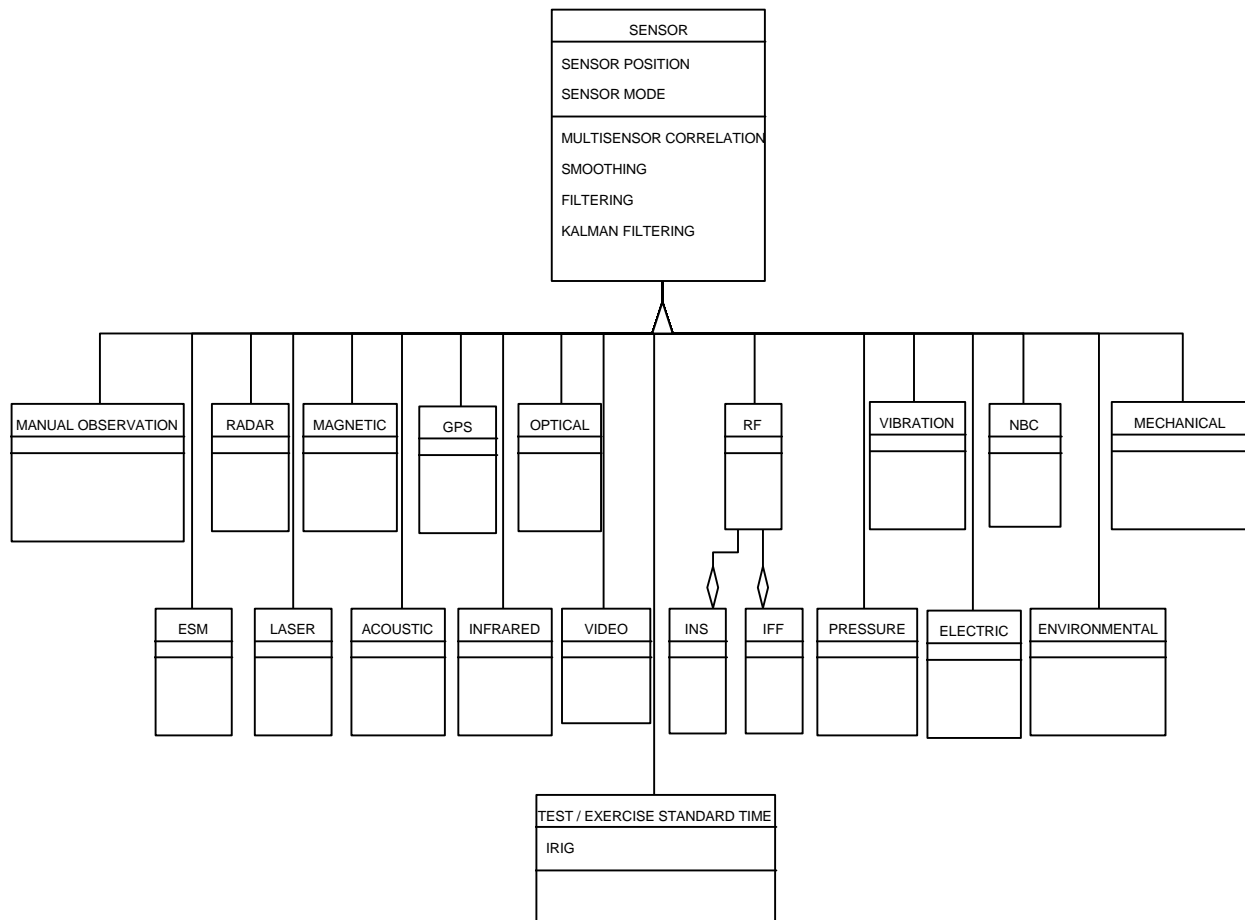 SENSOR
SENSOR POSITION
SENSOR MODE
MULTISENSOR CORRELATION
SMOOTHING
FILTERING
KALMAN FILTERING
MANUAL OBSERVATION
RADAR
MAGNETIC
GPS
OPTICAL
RF
VIBRATION
NBC
MECHANICAL
ESM
LASER
ACOUSTIC
INFRARED
VIDEO
INS
IFF
PRESSURE
ELECTRIC
ENVIRONMENTAL
TEST / EXERCISE STANDARD TIME
IRIG